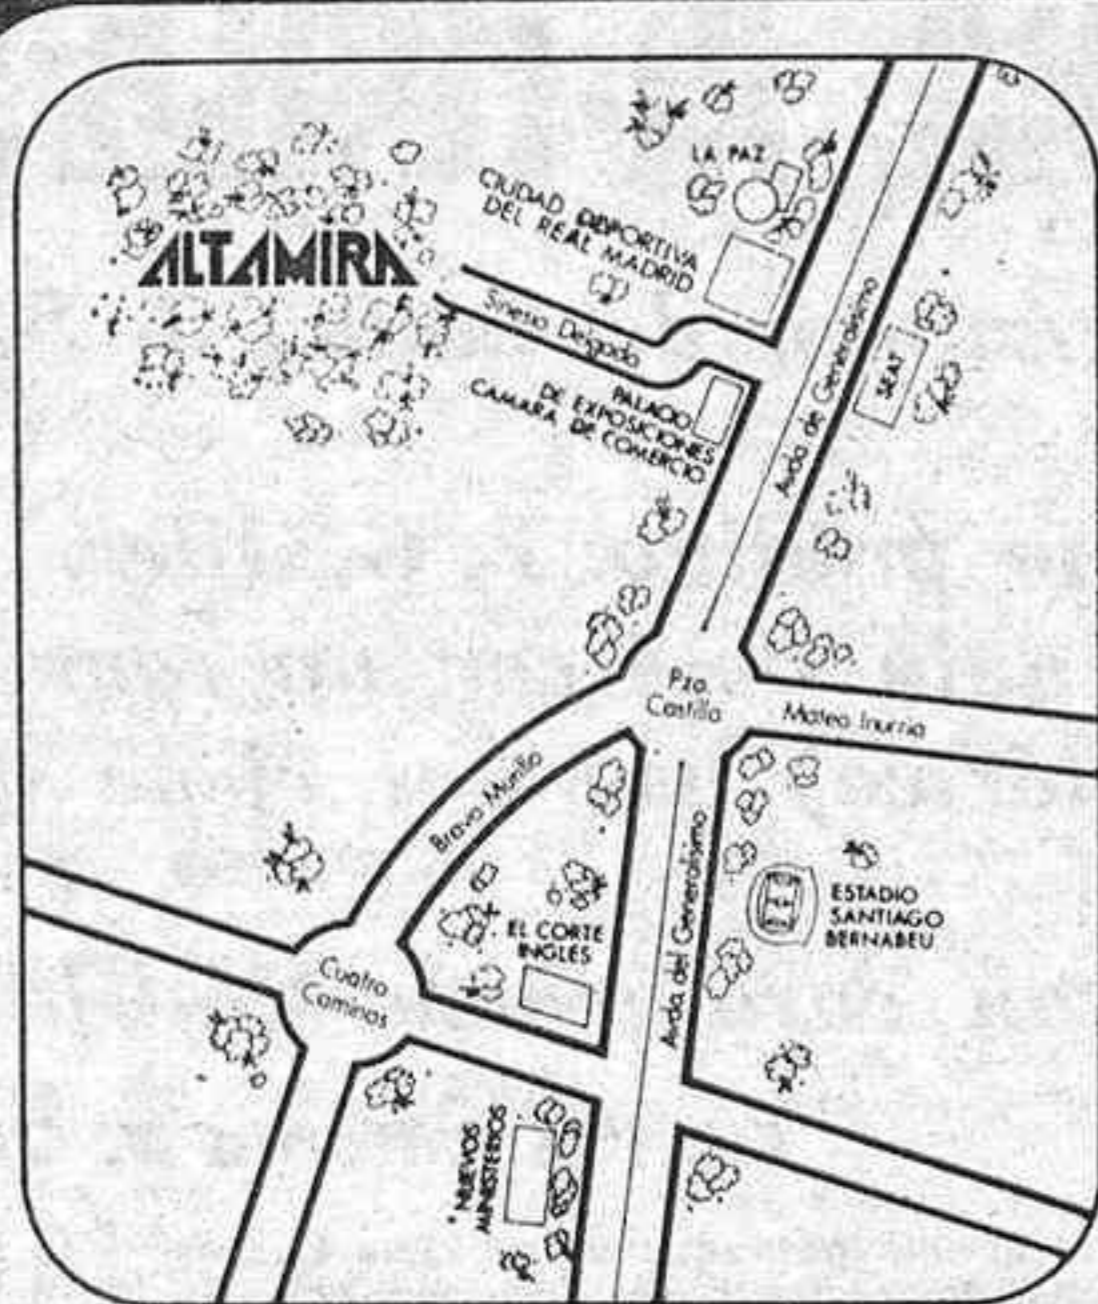 LA PAZ
CIUDAD DEPORTIVA
DEL REAL MADRID
ALTAMIRA
Sinesio Delgado
PALACIO
DE EXPOSICIONES
CAMARA DE COMERCIO
Avda de Generalísimo
SEAT
Pza.
Castilla
Mateo Inurria
Bravo Murillo
Avda del Generalísimo
ESTADIO
SANTIAGO
BERNABEU
EL CORTE
INGLES
Cuatro
Caminos
NUEVOS
MINISTERIOS